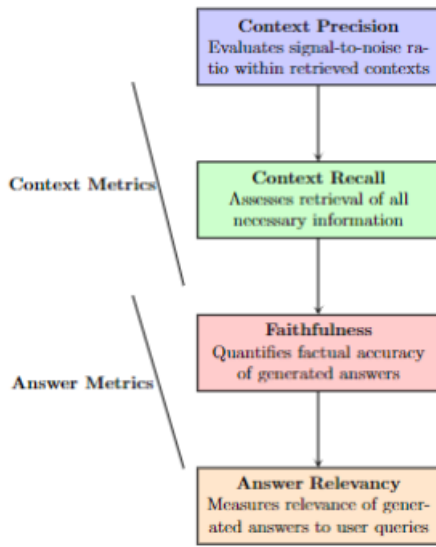 Context Precision
Evaluates signal-to-noise ra-
tio within retrieved contexts
Context Metrics
Context Recall
Assesses retrieval of all
necessary information
Faithfulness
Quantifies factual accuracy
of generated answers
Answer Metrics
Answer Relevancy
Measures relevance of gener-
ated answers to user queries